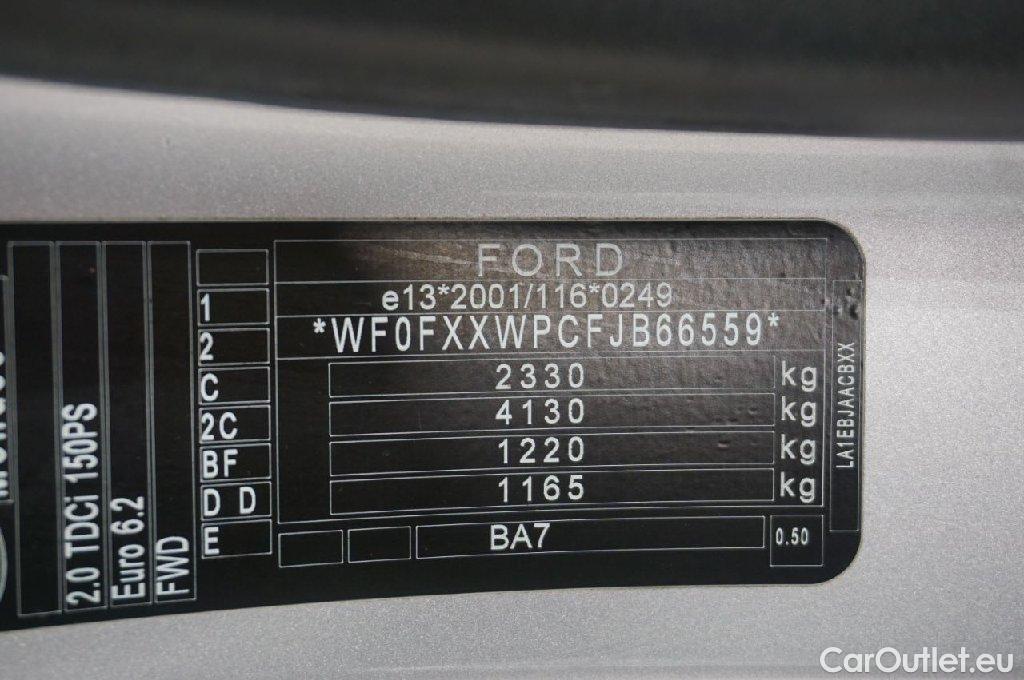 FORD
e13*2001/116*0249
*WF0FXXWPCFJB66559*
2330 kg
4130 kg
1220 kg
1165 kg
BA7
0.50
1
2
C
2C
BF
D D
E
2.0 TDCi 150PS
Euro 6.2
FWD
LA1EBJAACBXX
CarOutlet.eu